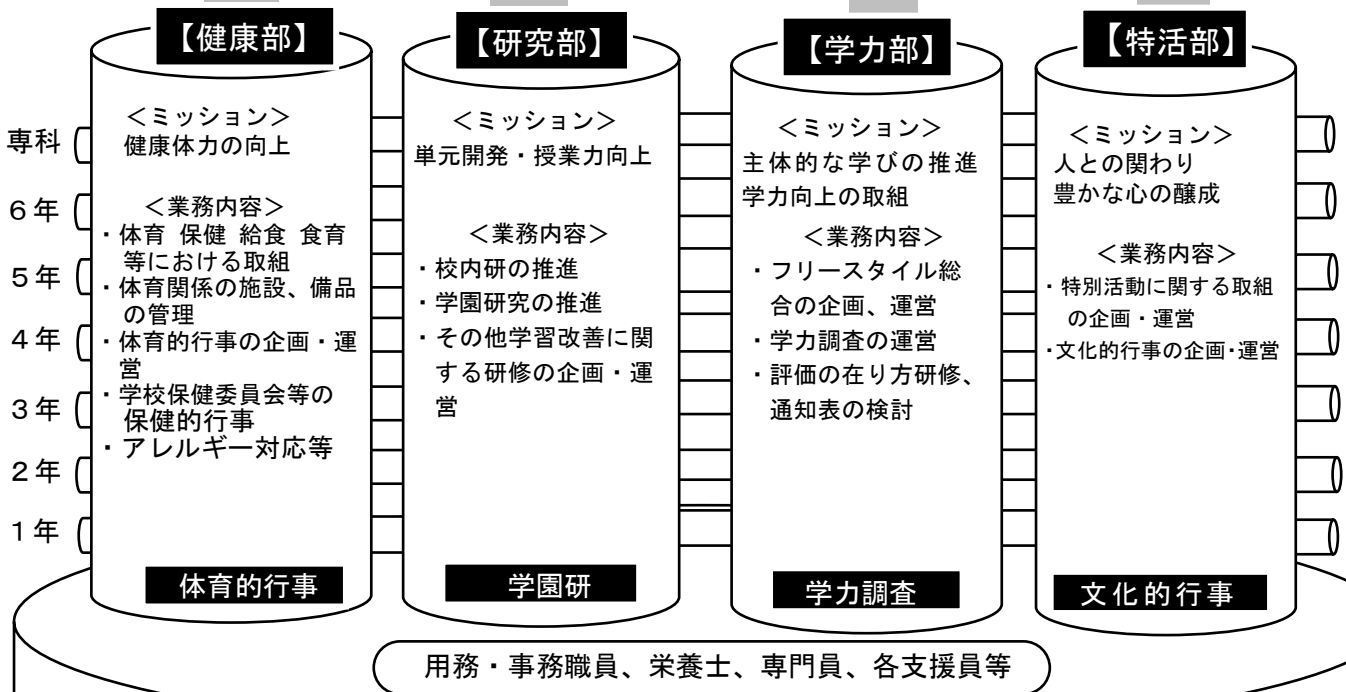 専科
6年
5年
4年
3年
2年
1年
【健康部】
＜ミッション＞
健康体力の向上
＜業務内容＞
・体育 保健 給食 食育
等における取組
・体育関係の施設、備品
の管理
・体育的行事の企画・運
営
・学校保健委員会等の
保健的行事
・アレルギー対応等
体育的行事
【研究部】
＜ミッション＞
単元開発・授業力向上
＜業務内容＞
・校内研の推進
・学園研究の推進
・その他学習改善に関
する研修の企画・運
営
学園研
【学力部】
＜ミッション＞
主体的な学びの推進
学力向上の取組
＜業務内容＞
・フリースタイル総
合の企画、運営
・学力調査の運営
・評価の在り方研修、
通知表の検討
学力調査
【特活部】
＜ミッション＞
人との関わり
豊かな心の醸成
＜業務内容＞
・特別活動に関する取組
の企画・運営
・文化的行事の企画・運営
文化的行事
用務・事務職員、栄養士、専門員、各支援員等